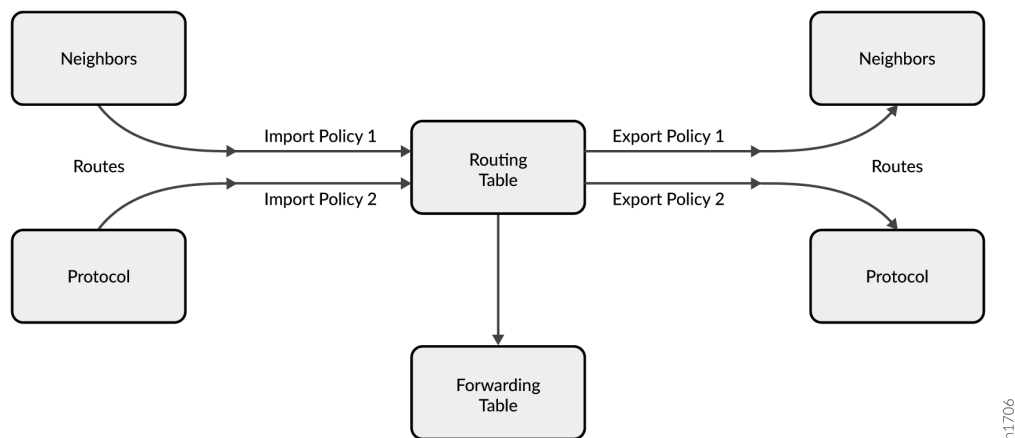 Neighbors
Neighbors
Import Policy 1
Export Policy 1
Routes
Routing
Table
Routes
Import Policy 2
Export Policy 2
Protocol
Protocol
Forwarding
Table